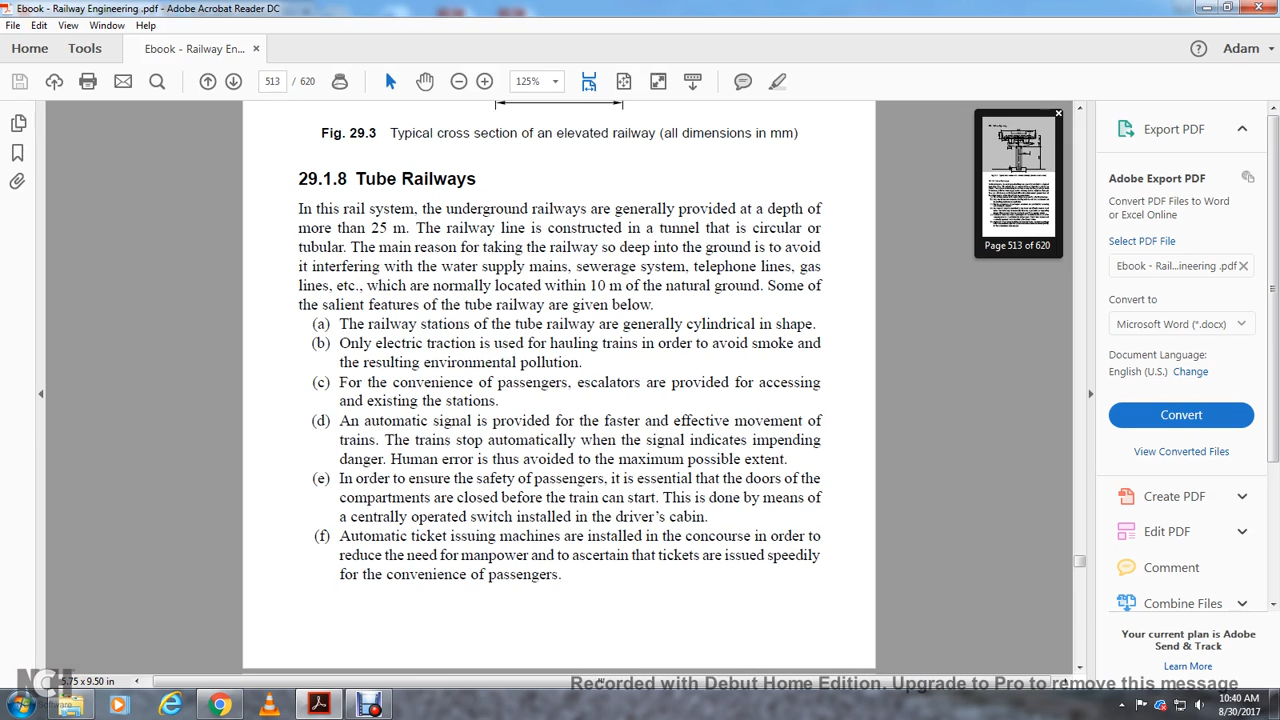 Ebook - Railway Engineering .pdf - Adobe Acrobat Reader DC
File Edit View Window Help
Home Tools Ebook - Railway En... × Adam
513 / 620 125%
Fig. 29.3 Typical cross section of an elevated railway (all dimensions in mm)
29.1.8 Tube Railways
In this rail system, the underground railways are generally provided at a depth of
more than 25 m. The railway line is constructed in a tunnel that is circular or
tubular. The main reason for taking the railway so deep into the ground is to avoid
it interfering with the water supply mains, sewerage system, telephone lines, gas
lines, etc., which are normally located within 10 m of the natural ground. Some of
the salient features of the tube railway are given below.
(a) The railway stations of the tube railway are generally cylindrical in shape.
(b) Only electric traction is used for hauling trains in order to avoid smoke and
the resulting environmental pollution.
(c) For the convenience of passengers, escalators are provided for accessing
and existing the stations.
(d) An automatic signal is provided for the faster and effective movement of
trains. The trains stop automatically when the signal indicates impending
danger. Human error is thus avoided to the maximum possible extent.
(e) In order to ensure the safety of passengers, it is essential that the doors of the
compartments are closed before the train can start. This is done by means of
a centrally operated switch installed in the driver's cabin.
(f) Automatic ticket issuing machines are installed in the concourse in order to
reduce the need for manpower and to ascertain that tickets are issued speedily
for the convenience of passengers.
Page 513 of 620
Export PDF
Adobe Export PDF
Convert PDF Files to Word
or Excel Online
Select PDF File
Ebook - Rail...ineering .pdf
Convert to
Microsoft Word (*.docx)
Document Language:
English (U.S.) Change
Convert
View Converted Files
Create PDF
Edit PDF
Comment
Combine Files
Your current plan is Adobe
Send & Track
Learn More
5.75 x 9.50 in
NCH Software
Recorded with Debut Home Edition. Upgrade to Pro to remove this message
10:40 AM
8/30/2017